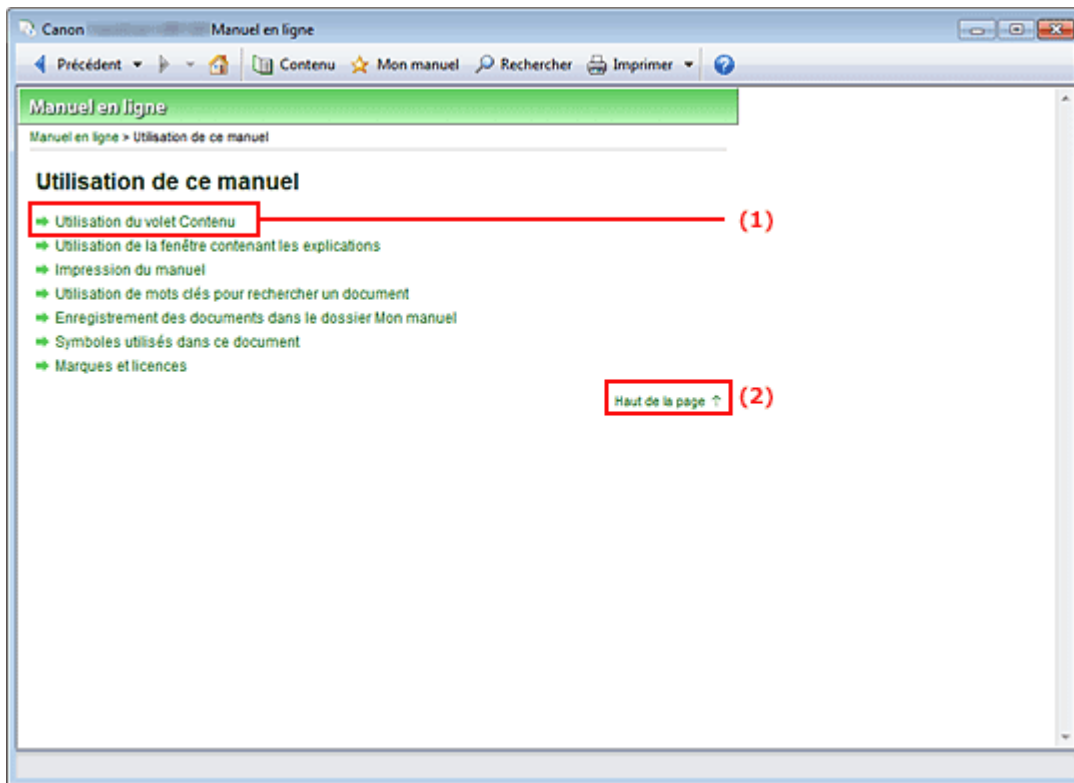 Canon Manuel en ligne
Précédent Contenu Mon manuel Rechercher Imprimer
Manuel en ligne
Manuel en ligne > Utilisation de ce manuel
Utilisation de ce manuel
Utilisation du volet Contenu (1)
Utilisation de la fenêtre contenant les explications
Impression du manuel
Utilisation de mots clés pour rechercher un document
Enregistrement des documents dans le dossier Mon manuel
Symboles utilisés dans ce document
Marques et licences
Haut de la page ↑ (2)